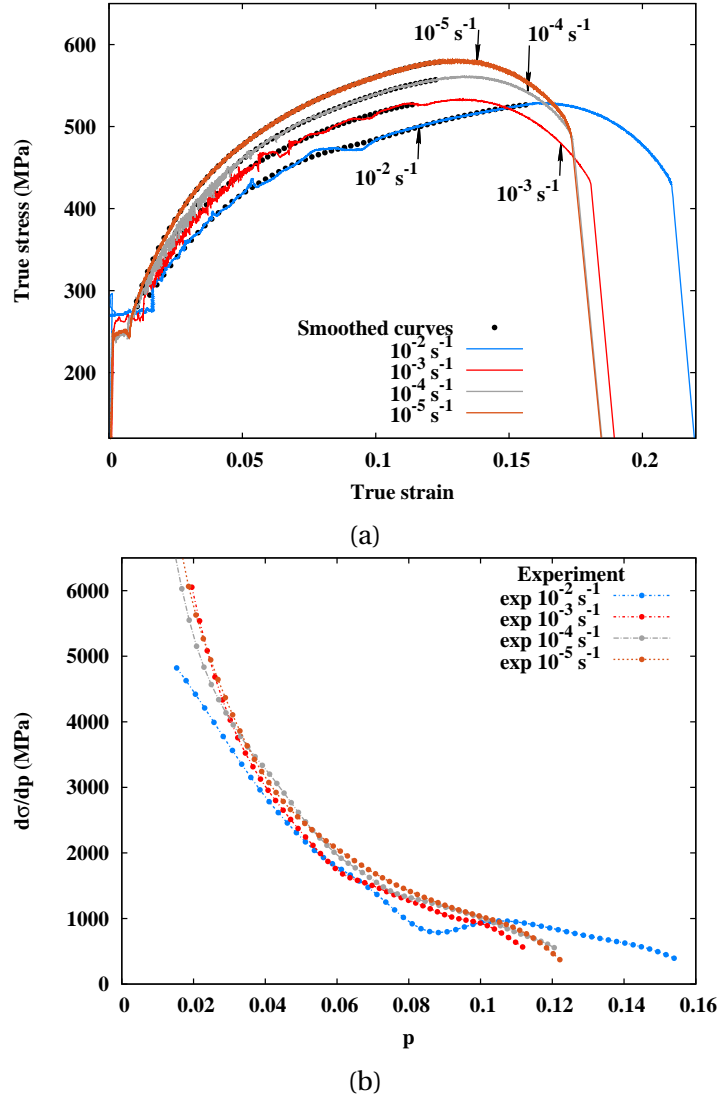 600
500
400
300
200
True stress (MPa)
10⁻⁵ s⁻¹
10⁻⁴ s⁻¹
10⁻² s⁻¹
10⁻³ s⁻¹
Smoothed curves
10⁻² s⁻¹
10⁻³ s⁻¹
10⁻⁴ s⁻¹
10⁻⁵ s⁻¹
0 0.05 0.1 0.15 0.2
True strain
(a)
6000
5000
4000
3000
2000
1000
0
dσ/dp (MPa)
Experiment
exp 10⁻² s⁻¹
exp 10⁻³ s⁻¹
exp 10⁻⁴ s⁻¹
exp 10⁻⁵ s⁻¹
0 0.02 0.04 0.06 0.08 0.1 0.12 0.14 0.16
p
(b)